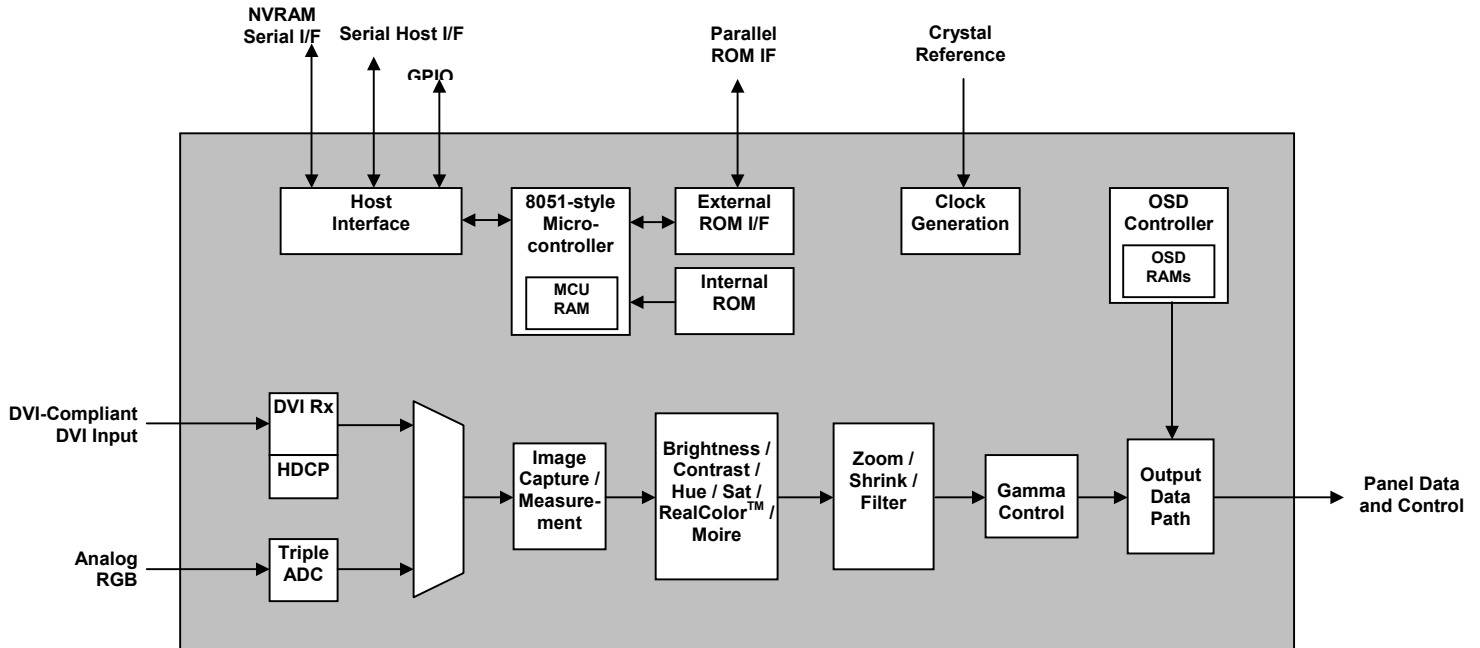 NVRAM
Serial I/F
Serial Host I/F
GPIO
Parallel
ROM IF
Crystal
Reference
Host
Interface
8051-style
Micro-
controller
MCU
RAM
External
ROM I/F
Internal
ROM
Clock
Generation
OSD
Controller
OSD
RAMs
DVI-Compliant
DVI Input
DVI Rx
HDCP
Analog
RGB
Triple
ADC
Image
Capture /
Measure-
ment
Brightness /
Contrast /
Hue / Sat /
RealColor™ /
Moire
Zoom /
Shrink /
Filter
Gamma
Control
Output
Data
Path
Panel Data
and Control